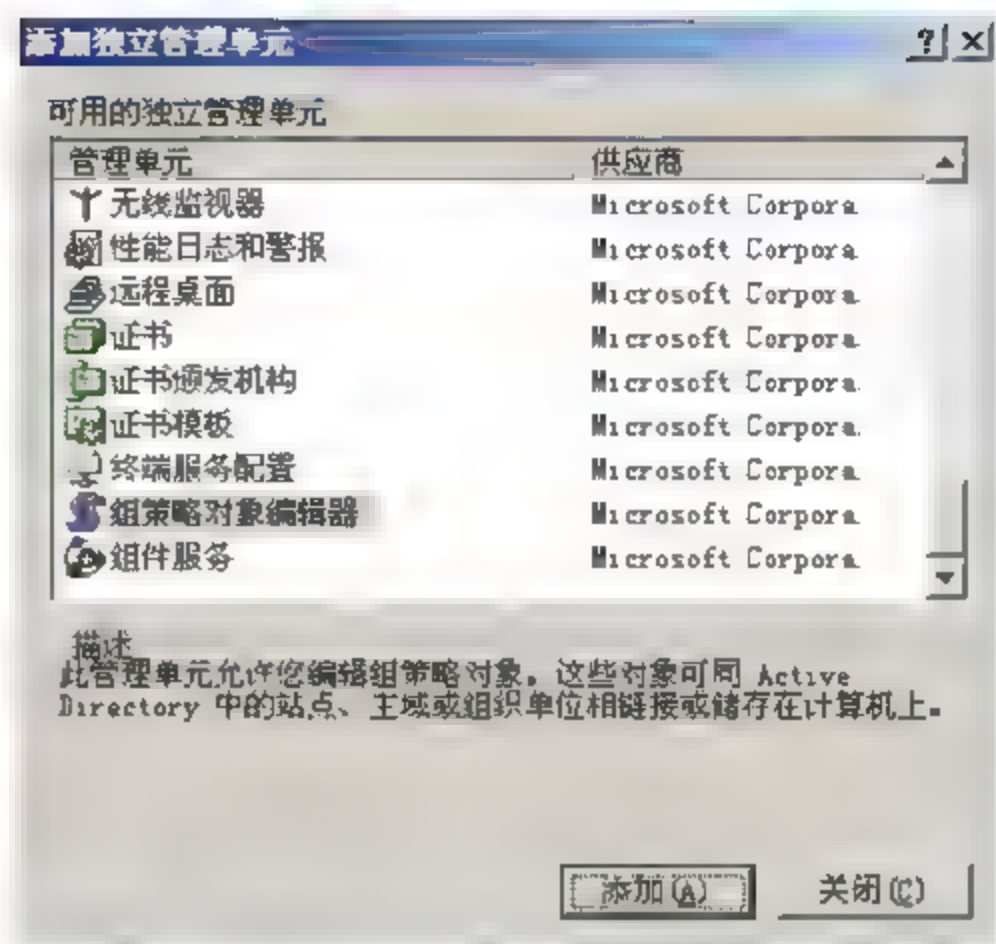 添加独立管理单元
可用的独立管理单元
管理单元 供应商
无线监视器 Microsoft Corpora
性能日志和警报 Microsoft Corpora
远程桌面 Microsoft Corpora
证书 Microsoft Corpora
证书颁发机构 Microsoft Corpora
证书模板 Microsoft Corpora
终端服务配置 Microsoft Corpora
组策略对象编辑器 Microsoft Corpora
组件服务 Microsoft Corpora
描述
此管理单元允许您编辑组策略对象。这些对象可同 Active
Directory 中的站点、主域或组织单位相链接或储存在计算机上。
添加(A) 关闭(C)